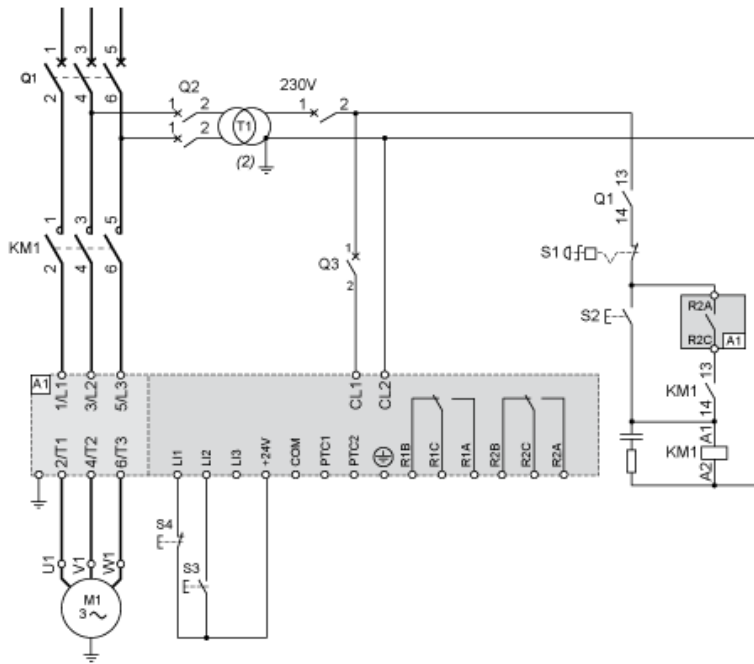 1 3 5
Q1
2 4 6
Q2
1 2
1 2
T1
(2)
230V
1 2
Q1
13
14
S1
S2
R2A
R2C A1
13
KM1
14
A1
KM1
A2
1 3 5
KM1
2 4 6
1
Q3
2
A1
1/L1 3/L2 5/L3
CL1 CL2
2/T1 4/T2 6/T3
LI1 LI2 LI3 +24V COM PTC1 PTC2 R1B R1C R1A R2B R2C R2A
S4
S3
U1 V1 W1
M1
3